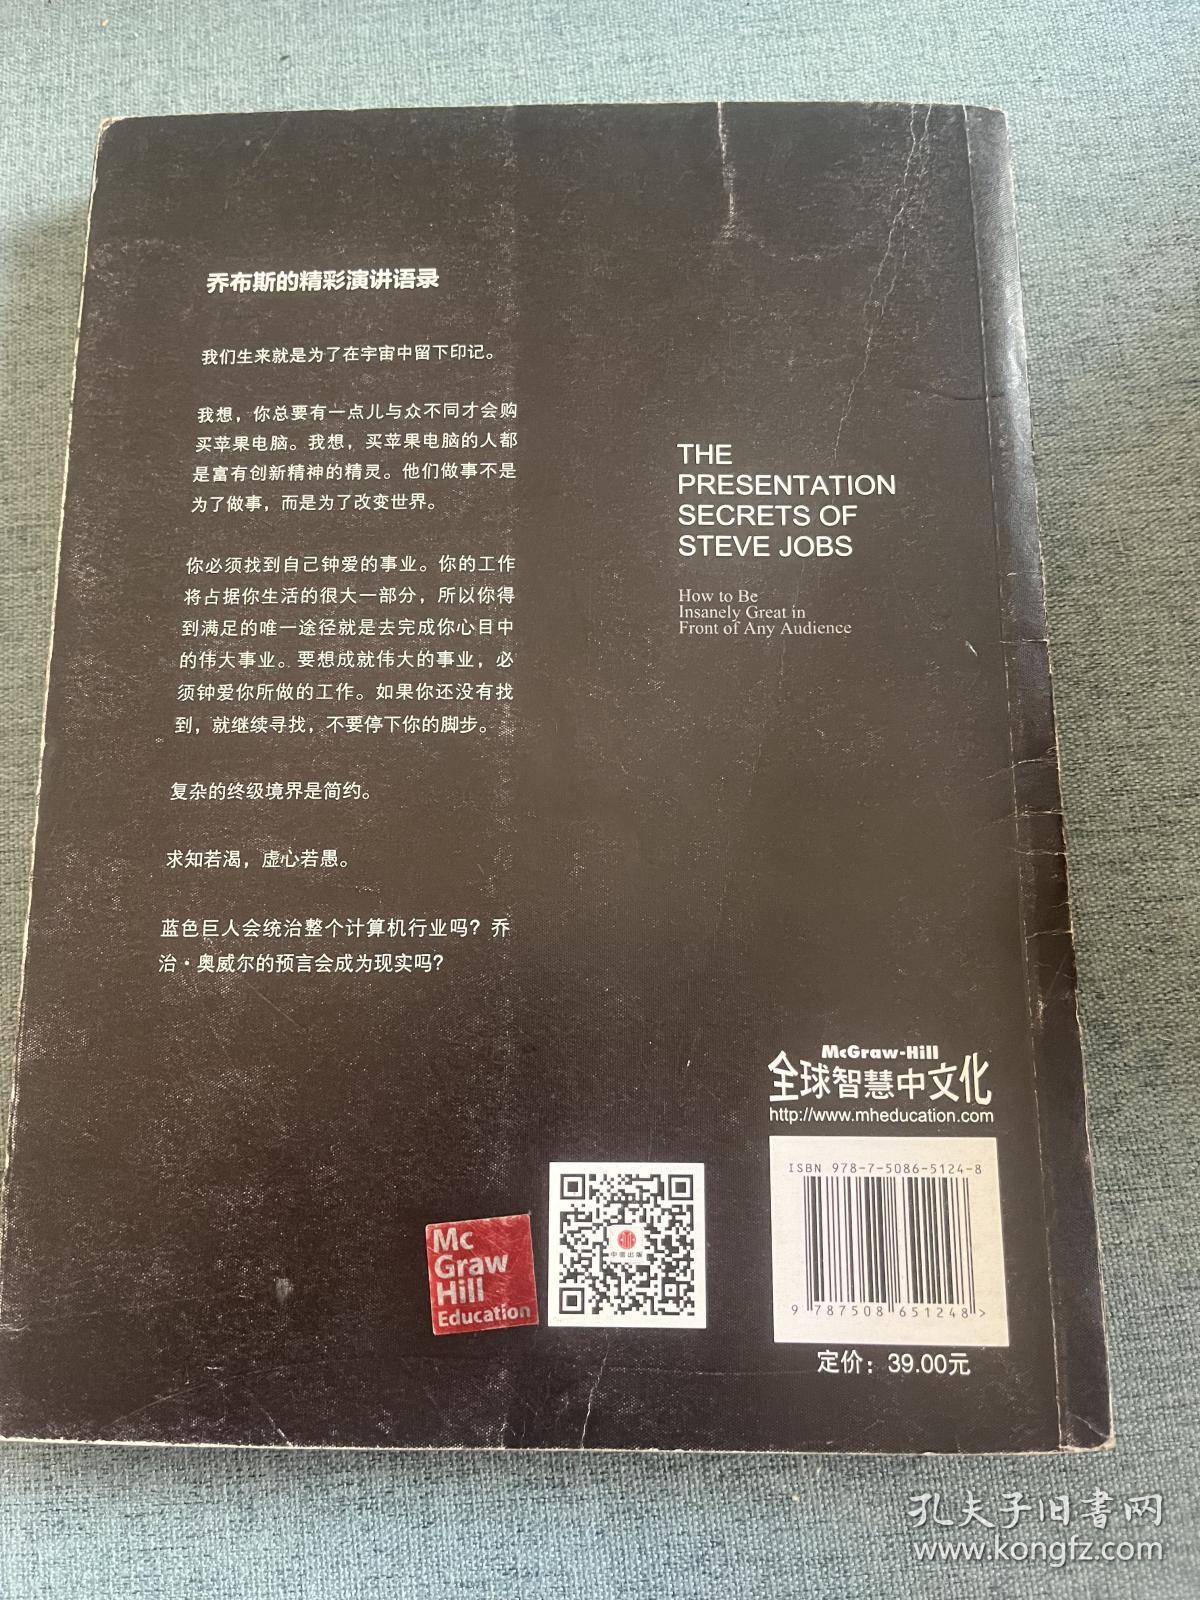 乔布斯的精彩演讲语录
我们生来就是为了在宇宙中留下印记。
我想，你总要有一点儿与众不同才会购
买苹果电脑。我想，买苹果电脑的人都
是富有创新精神的精灵。他们做事不是
为了做事，而是为了改变世界。
你必须找到自己钟爱的事业。你的工作
将占据你生活的很大一部分，所以你得
到满足的唯一途径就是去完成你心目中
的伟大事业。要想成就伟大的事业，必
须钟爱你所做的工作。如果你还没有找
到，就继续寻找，不要停下你的脚步。
复杂的终级境界是简约。
求知若渴，虚心若愚。
蓝色巨人会统治整个计算机行业吗？乔
治·奥威尔的预言会成为现实吗？
THE
PRESENTATION
SECRETS OF
STEVE JOBS
How to Be
Insanely Great in
Front of Any Audience
McGraw-Hill
全球智慧中文化
http://www.mheducation.com
ISBN 978-7-5086-5124-8
9 787508 651248 >
定价：39.00元
中信出版
Mc
Graw
Hill
Education
孔夫子旧书网
www.kongfz.com